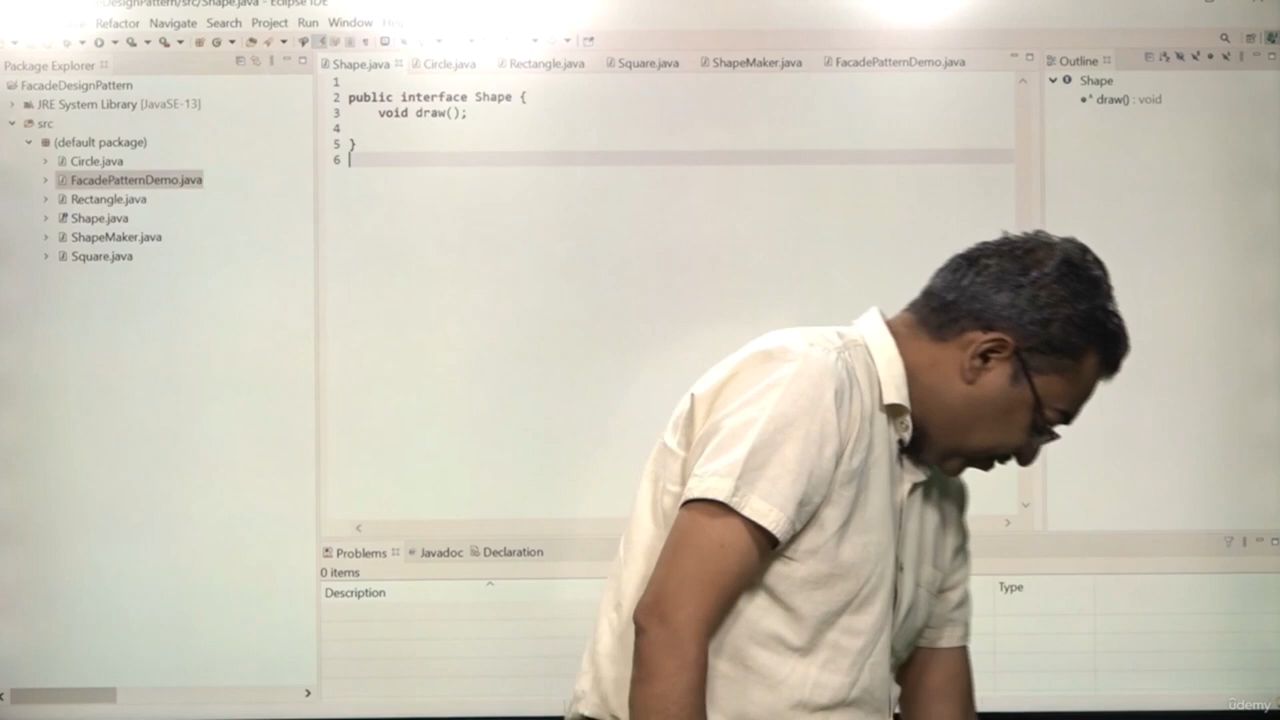 DesignPattern/src/Shape.java - Eclipse IDE
Refactor Navigate Search Project Run Window
Package Explorer
FacadeDesignPattern
JRE System Library [JavaSE-13]
src
(default package)
Circle.java
FacadePatternDemo.java
Rectangle.java
Shape.java
ShapeMaker.java
Square.java
Shape.java Circle.java Rectangle.java Square.java ShapeMaker.java FacadePatternDemo.java
1
2 public interface Shape {
3 void draw();
4
5 }
6
Outline
Shape
draw() : void
Problems Javadoc Declaration
0 items
Description Type
ûdemy